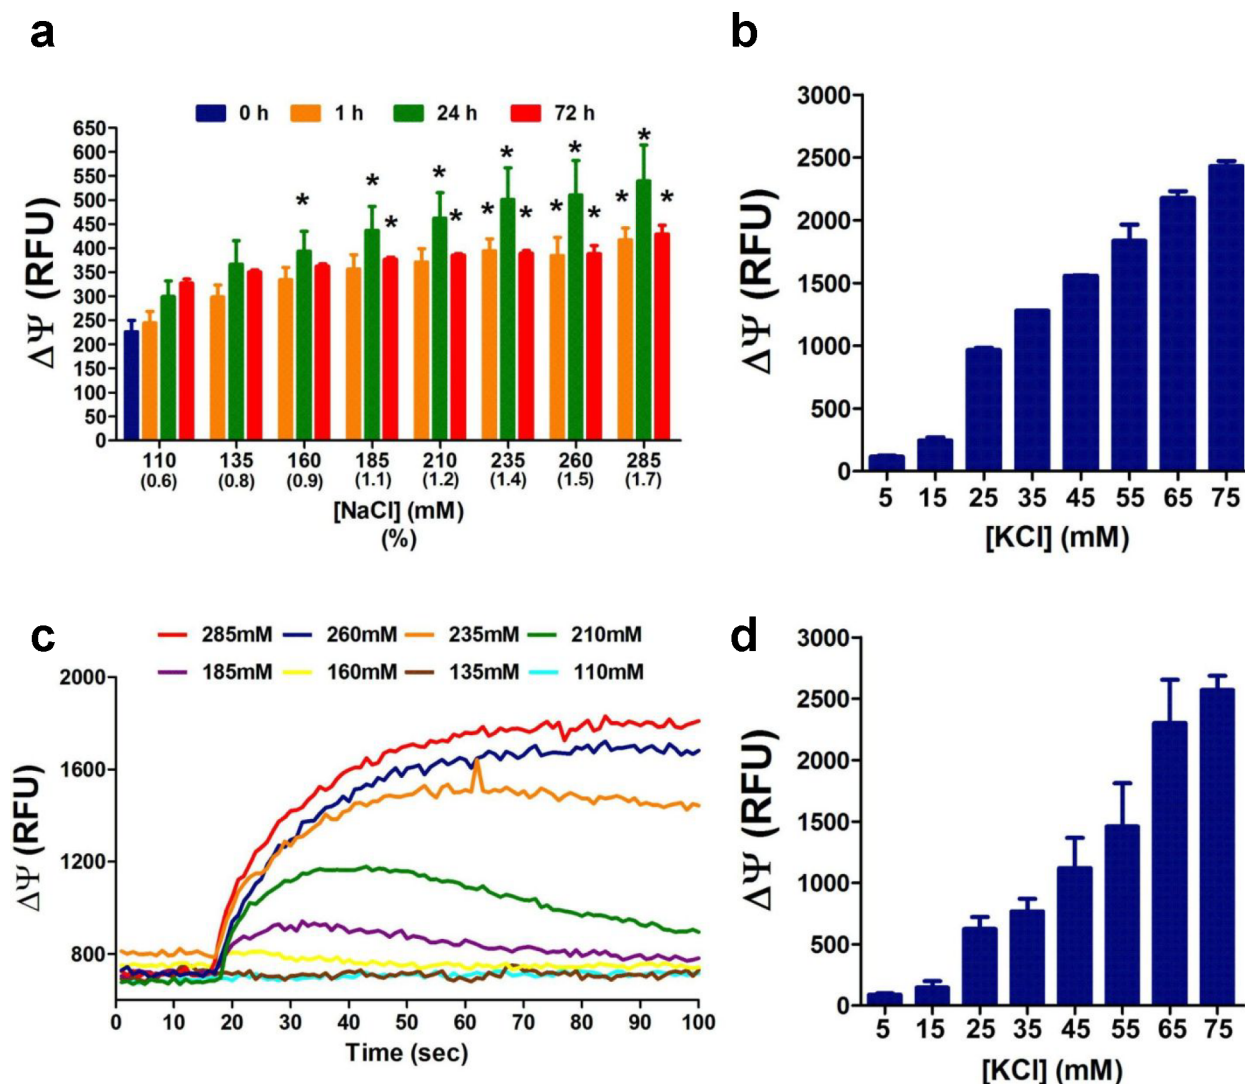 a
0 h 1 h 24 h 72 h
ΔΨ (RFU)
650
600
550
500
450
400
350
300
250
200
150
100
50
0
* * * * * *
* * * * * * * *
110 135 160 185 210 235 260 285
(0.6) (0.8) (0.9) (1.1) (1.2) (1.4) (1.5) (1.7)
[NaCl] (mM)
(%)
b
ΔΨ (RFU)
3000
2500
2000
1500
1000
500
0
5 15 25 35 45 55 65 75
[KCl] (mM)
c
285mM 260mM 235mM 210mM
185mM 160mM 135mM 110mM
ΔΨ (RFU)
2000
1600
1200
800
0 10 20 30 40 50 60 70 80 90 100
Time (sec)
d
ΔΨ (RFU)
3000
2500
2000
1500
1000
500
0
5 15 25 35 45 55 65 75
[KCl] (mM)